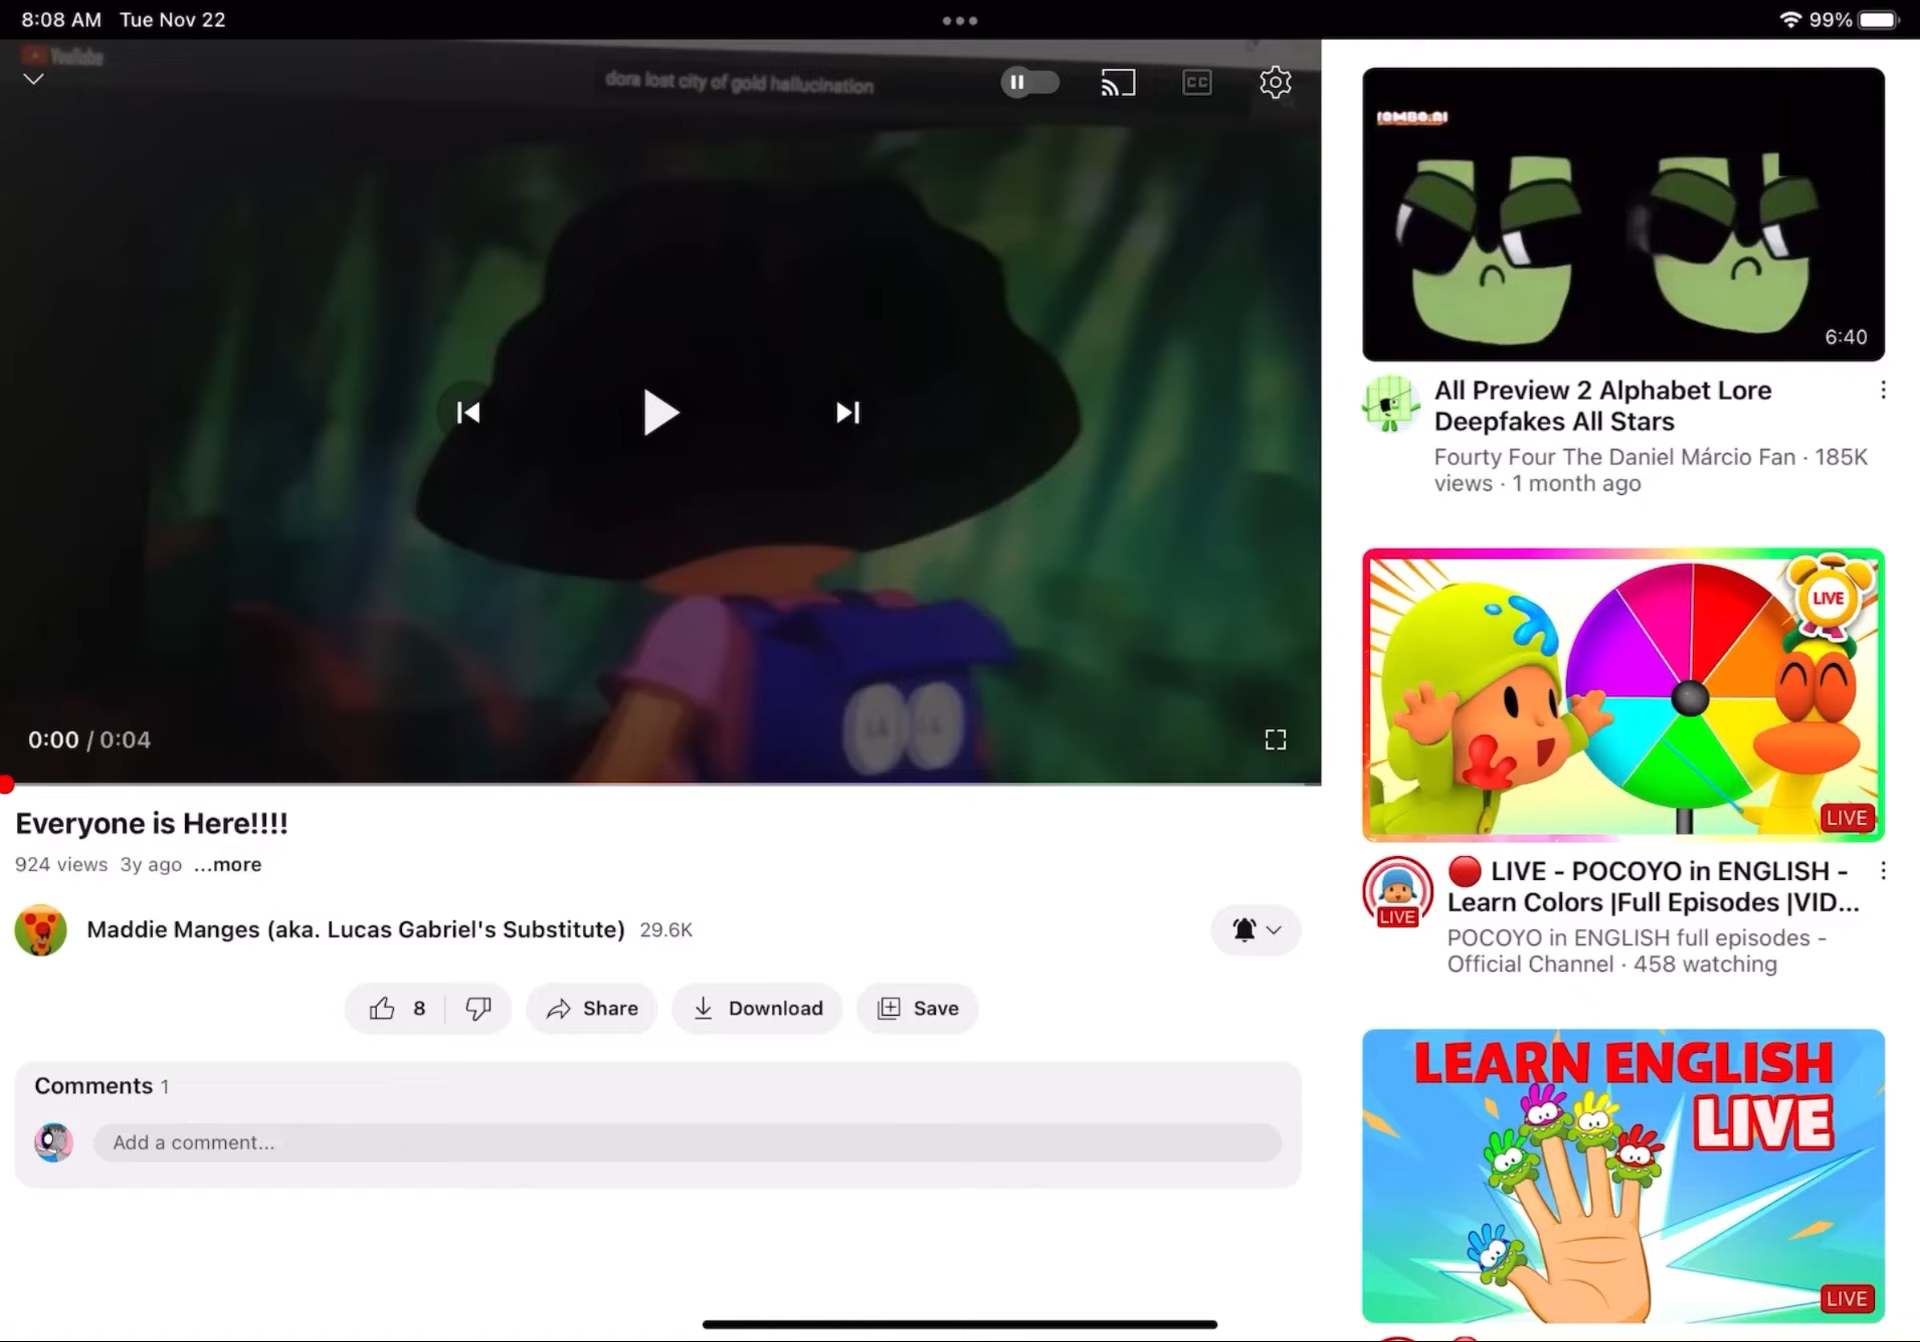 8:08 AM Tue Nov 22
99%
YouTube
dora lost city of gold hallucination
CC
0:00 / 0:04
Everyone is Here!!!!
924 views 3y ago ...more
Maddie Manges (aka. Lucas Gabriel's Substitute) 29.6K
8
Share
Download
Save
Comments 1
Add a comment...
6:40
All Preview 2 Alphabet Lore
Deepfakes All Stars
Fourty Four The Daniel Márcio Fan · 185K
views · 1 month ago
LIVE
LIVE
LIVE
🔴 LIVE - POCOYO in ENGLISH -
Learn Colors |Full Episodes |VID...
POCOYO in ENGLISH full episodes -
Official Channel · 458 watching
LEARN ENGLISH
LIVE
LIVE